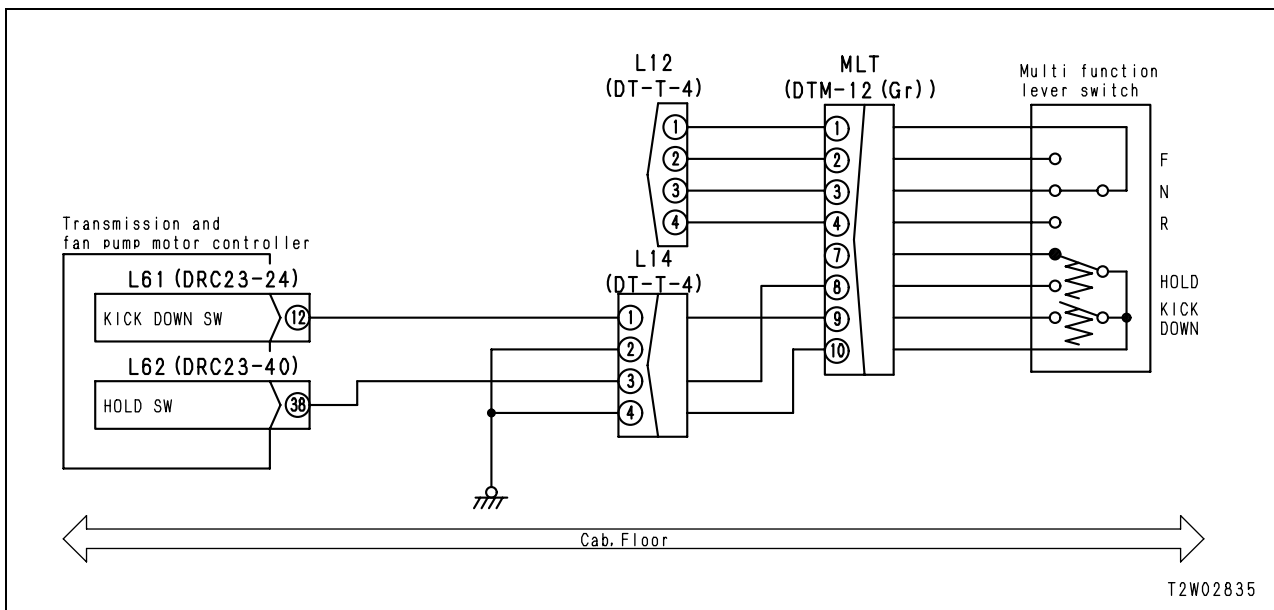 L12
(DT-T-4)
MLT
(DTM-12(Gr))
Multi function
lever switch
1
2
3
4
1
2
3
4
7
8
9
10
F
N
R
HOLD
KICK
DOWN
Transmission and
fan pump motor controller
L61(DRC23-24)
KICK DOWN SW
12
L62(DRC23-40)
HOLD SW
38
L14
(DT-T-4)
1
2
3
4
Cab,Floor
T2W02835